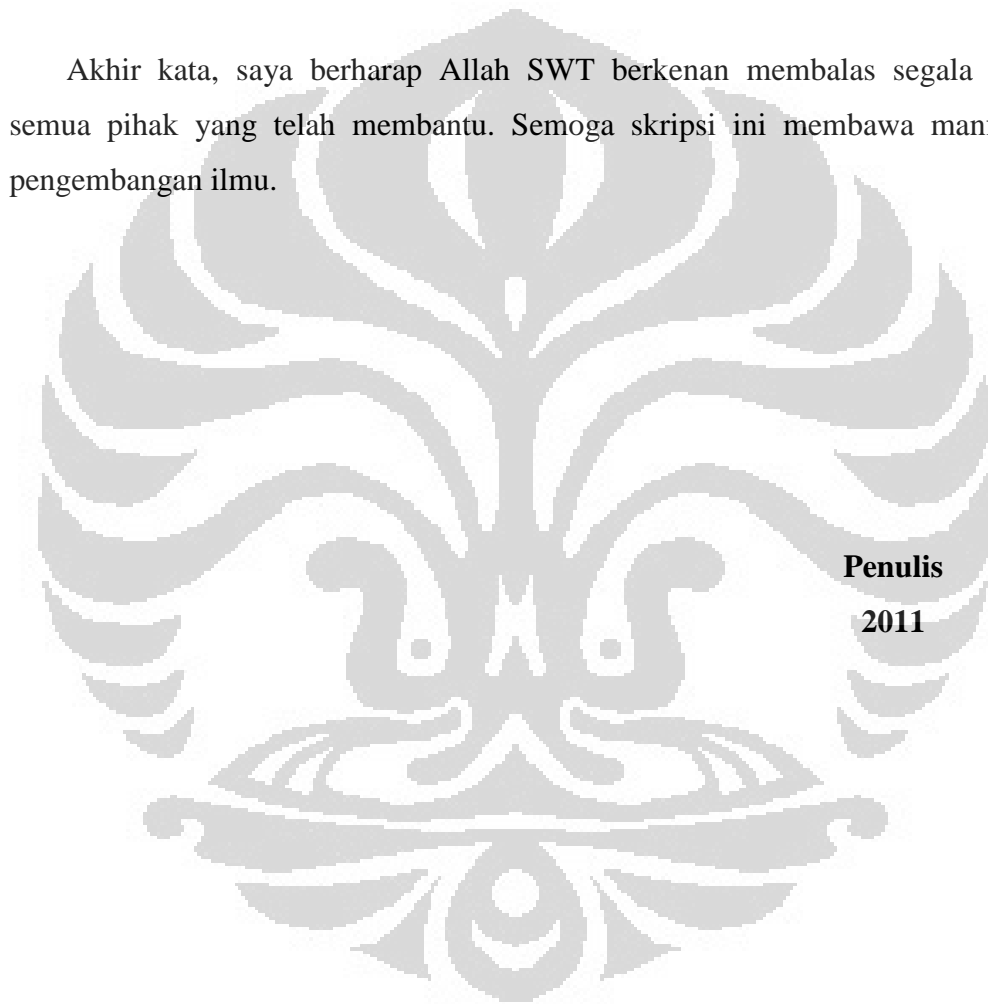 Akhir kata, saya berharap Allah SWT berkenan membalas segala
semua pihak yang telah membantu. Semoga skripsi ini membawa
pengembangan ilmu.
Penulis
2011